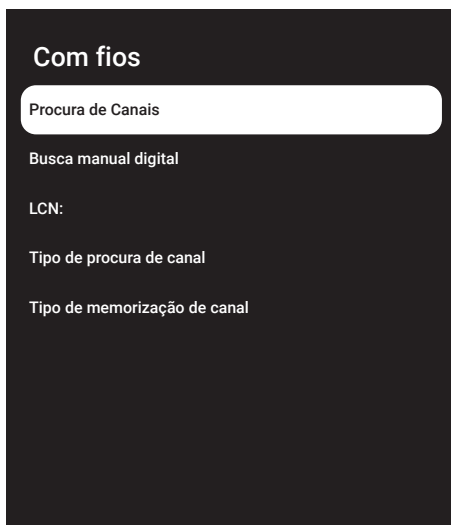 Com fios
Procura de Canais
Busca manual digital
LCN:
Tipo de procura de canal
Tipo de memorização de canal